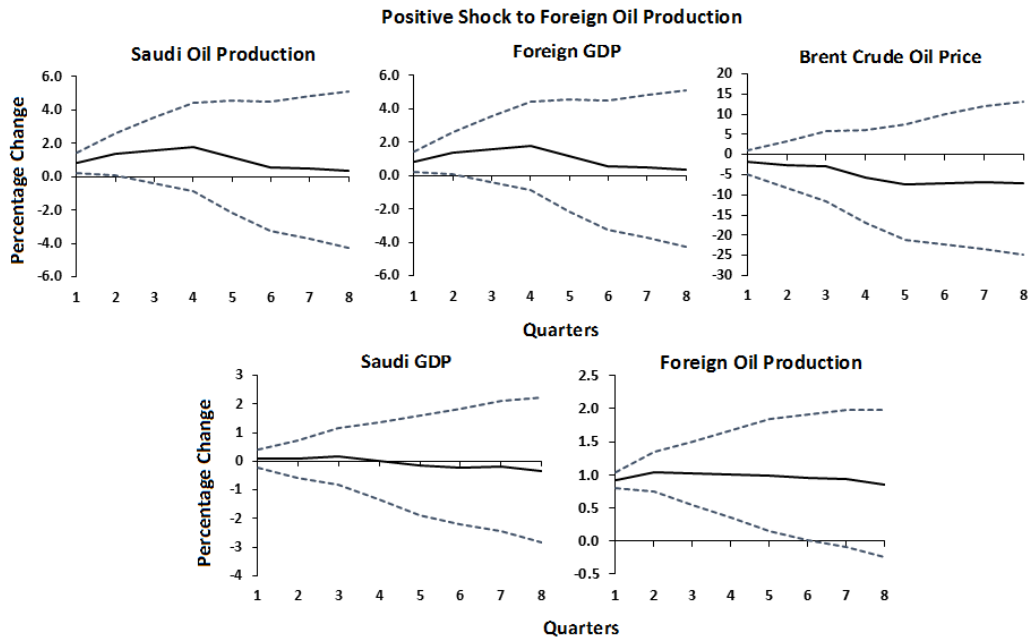 Positive Shock to Foreign Oil Production
Saudi Oil Production
Percentage Change
6.0
4.0
2.0
0.0
-2.0
-4.0
-6.0
1 2 3 4 5 6 7 8
Foreign GDP
6.0
4.0
2.0
0.0
-2.0
-4.0
-6.0
1 2 3 4 5 6 7 8
Brent Crude Oil Price
20
15
10
5
0
-5
-10
-15
-20
-25
-30
1 2 3 4 5 6 7 8
Quarters
Saudi GDP
Percentage Change
3
2
1
0
-1
-2
-3
-4
1 2 3 4 5 6 7 8
Foreign Oil Production
2.5
2.0
1.5
1.0
0.5
0.0
-0.5
1 2 3 4 5 6 7 8
Quarters